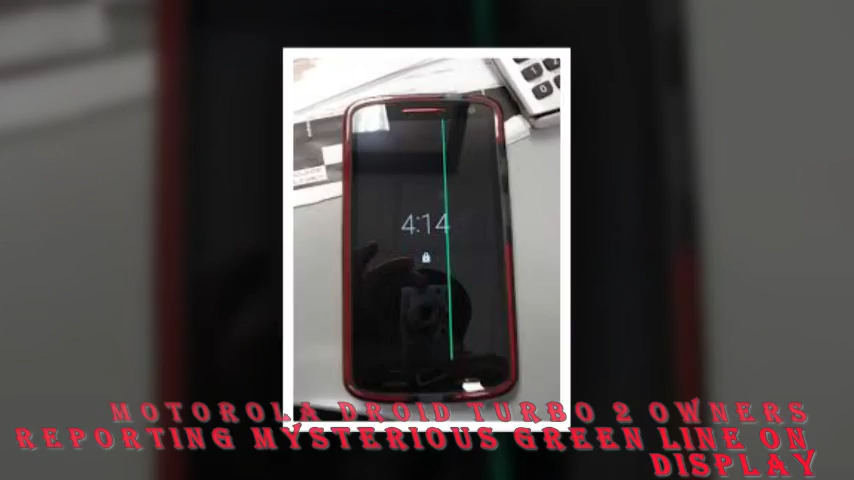 4:14
MOTOROLA DROID TURBO 2 OWNERS
REPORTING MYSTERIOUS GREEN LINE ON
DISPLAY